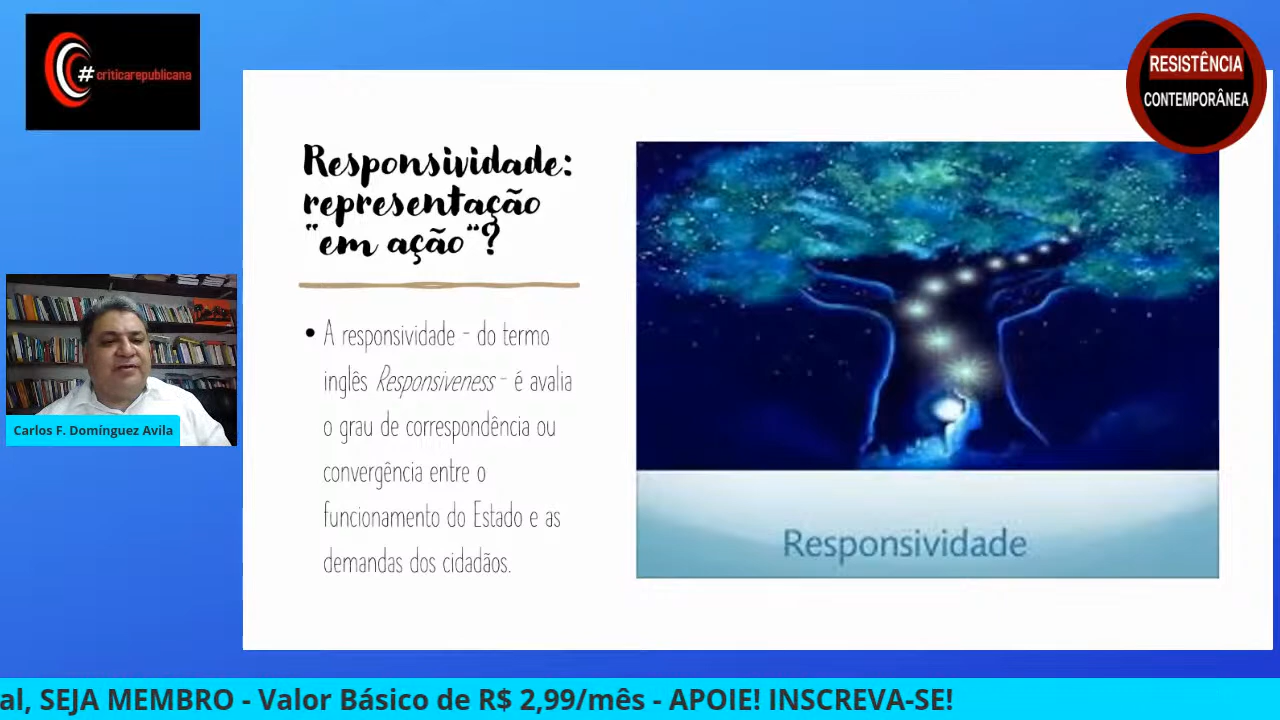 #criticarepublicana
RESISTÊNCIA
CONTEMPORÂNEA
Responsividade:
representação
"em ação"?
• A responsividade - do termo
inglês Responsiveness - é avalia
o grau de correspondência ou
convergência entre o
funcionamento do Estado e as
demandas dos cidadãos.
Responsividade
Carlos F. Domínguez Avila
al, SEJA MEMBRO - Valor Básico de R$ 2,99/mês - APOIE! INSCREVA-SE!